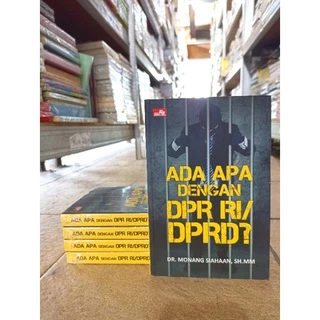 ADA APA
DENGAN
DPR RI/
DPRD?
DR. MONANG SIAHAAN, SH.MM
ADA APA DENGAN DPR RI/DPRD?
ADA APA DENGAN DPR RI/DPRD?
ADA APA DENGAN DPR RI/DPRD?
ADA APA DENGAN DPR RI/DPRD?